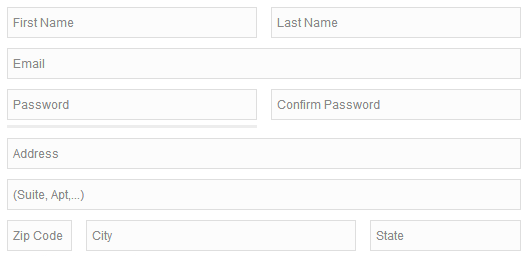 First Name Last Name
Email
Password Confirm Password
Address
(Suite, Apt,...)
Zip Code City State